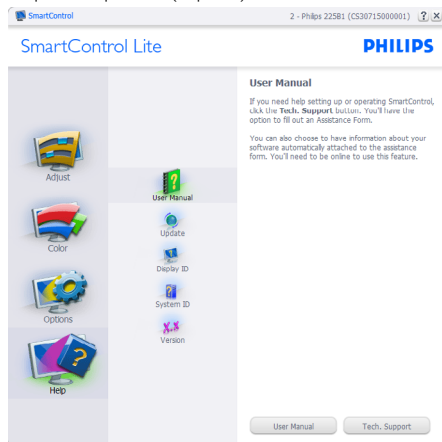 SmartControl
2 - Philips 225B1 (CS30715000001)
?
X
SmartControl Lite
PHILIPS
User Manual
If you need help setting up or operating SmartControl,
click the Tech. Support button. You'll have the
option to fill out an Assistance Form.
You can also choose to have information about your
software automatically attached to the assistance
form. You'll need to be online to use this feature.
Adjust
Color
Options
Help
User Manual
Update
Display ID
System ID
X.X
Version
User Manual
Tech. Support